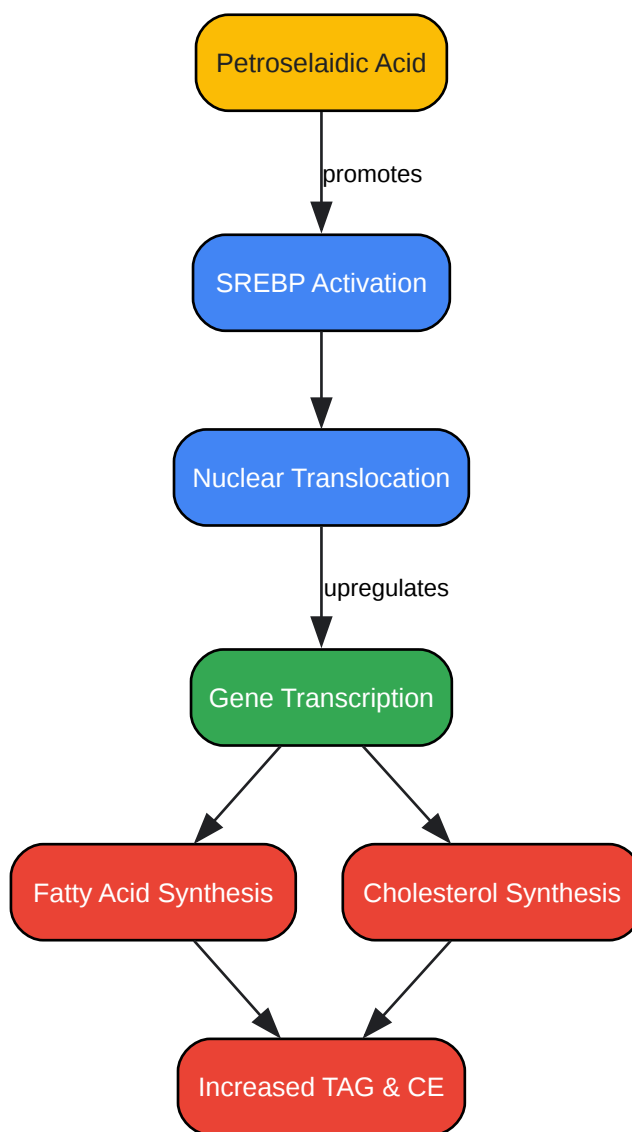 Petroselaidic Acid
promotes
SREBP Activation
Nuclear Translocation
upregulates
Gene Transcription
Fatty Acid Synthesis
Cholesterol Synthesis
Increased TAG & CE